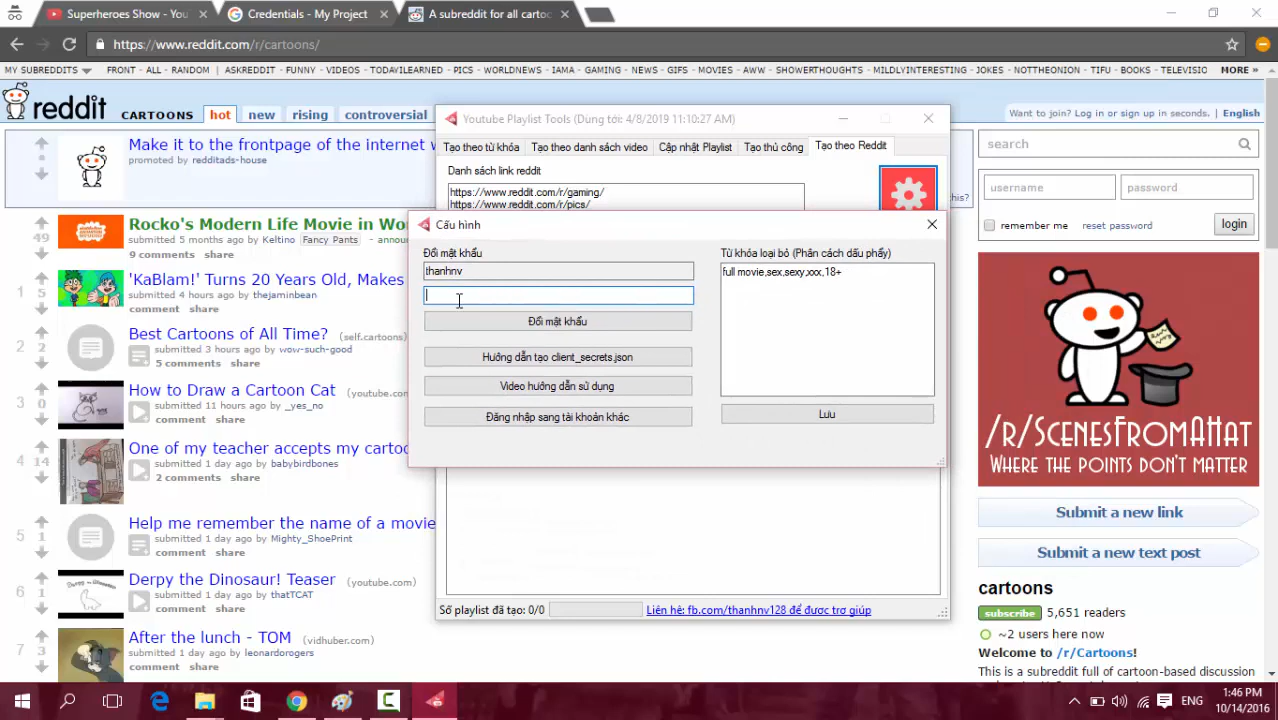 Superheroes Show - You
Credentials - My Project
A subreddit for all carto
https://www.reddit.com/r/cartoons/
MY SUBREDDITS FRONT - ALL - RANDOM | ASKREDDIT - FUNNY - VIDEOS - TODAYILEARNED - PICS - WORLDNEWS - IAMA - GAMING - NEWS - GIFS - MOVIES - AWW - SHOWERTHOUGHTS - MILDLYINTERESTING - JOKES - NOTTHEONION - TIFU - BOOKS - TELEVISIO MORE »
reddit CARTOONS hot new rising controversial
Want to join? Log in or sign up in seconds. | English
Make it to the frontpage of the internet w
promoted by redditads-house
this?
49
Rocko's Modern Life Movie in Wo
submitted 5 months ago by Keltino Fancy Pants - announ
9 comments share
1
5
'KaBlam!' Turns 20 Years Old, Makes
submitted 4 hours ago by thejaminbean
comment share
2
2
Best Cartoons of All Time? (self.cartoons)
submitted 3 hours ago by wow-such-good
5 comments share
3
3
How to Draw a Cartoon Cat (youtube.com)
submitted 11 hours ago by _yes_no
comment share
4
14
One of my teacher accepts my cartoo
submitted 1 day ago by babybirdbones
2 comments share
5
1
Help me remember the name of a movie
submitted 1 day ago by Mighty_ShoePrint
comment share
6
1
Derpy the Dinosaur! Teaser (youtube.com)
submitted 1 day ago by thatTCAT
comment share
7
3
After the lunch - TOM (vidhuber.com)
submitted 1 day ago by leonardorogers
comment share
Youtube Playlist Tools (Dùng tới: 4/8/2019 11:10:27 AM)
Tạo theo từ khóa Tạo theo danh sách video Cập nhật Playlist Tạo thủ công Tạo theo Reddit
Danh sách link reddit
https://www.reddit.com/r/gaming/
https://www.reddit.com/r/pics/
Cấu hình
Đổi mật khẩu
thanhnv
Đổi mật khẩu
Hướng dẫn tạo client_secrets.json
Video hướng dẫn sử dụng
Đăng nhập sang tài khoản khác
Từ khóa loại bỏ (Phân cách dấu phẩy)
full movie,sex,sexy,xxx,18+
Lưu
Số playlist đã tạo: 0/0
Liên hệ: fb.com/thanhnv128 để được trợ giúp
search
username
password
remember me reset password login
/r/ScenesFromAHat
Where the points don't matter
Submit a new link
Submit a new text post
cartoons
subscribe 5,651 readers
~2 users here now
Welcome to /r/Cartoons!
This is a subreddit full of cartoon-based discussion
ENG
1:46 PM
10/14/2016